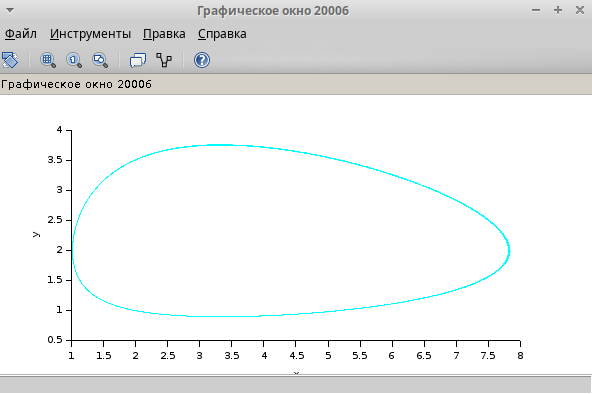 Графическое окно 20006
Файл Инструменты Правка Справка
Графическое окно 20006
4
3.5
3
2.5
y
2
1.5
1
0.5
1 1.5 2 2.5 3 3.5 4 4.5 5 5.5 6 6.5 7 7.5 8